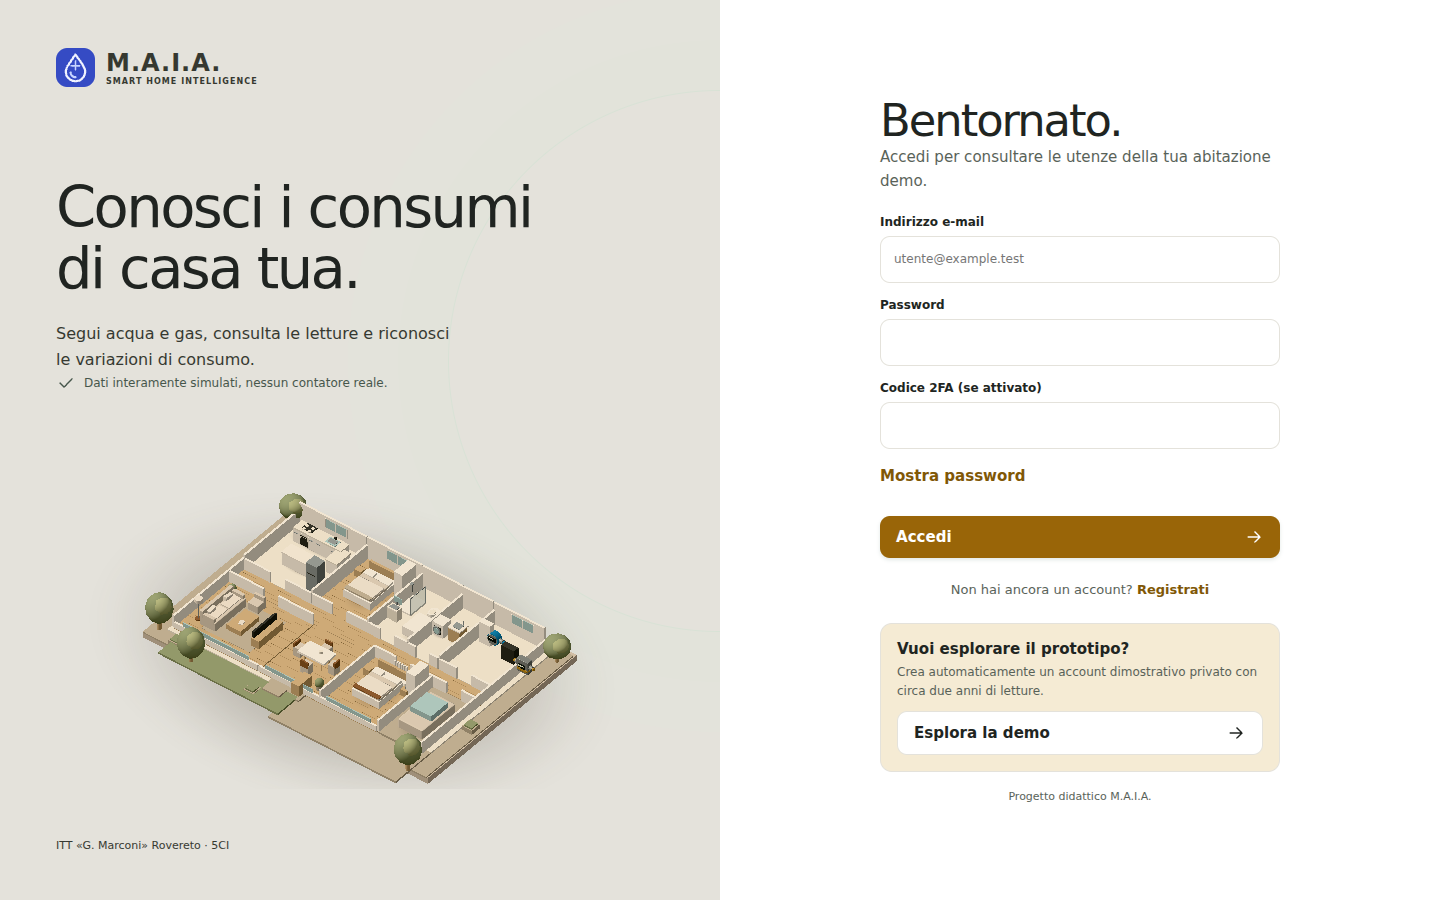 M.A.I.A.
SMART HOME INTELLIGENCE
Conosci i consumi
di casa tua.
Segui acqua e gas, consulta le letture e riconosci
le variazioni di consumo.
Dati interamente simulati, nessun contatore reale.
ITT «G. Marconi» Rovereto · 5CI
Bentornato.
Accedi per consultare le utenze della tua abitazione
demo.
Indirizzo e-mail
utente@example.test
Password
Codice 2FA (se attivato)
Mostra password
Accedi
Non hai ancora un account? Registrati
Vuoi esplorare il prototipo?
Crea automaticamente un account dimostrativo privato con
circa due anni di letture.
Esplora la demo
Progetto didattico M.A.I.A.